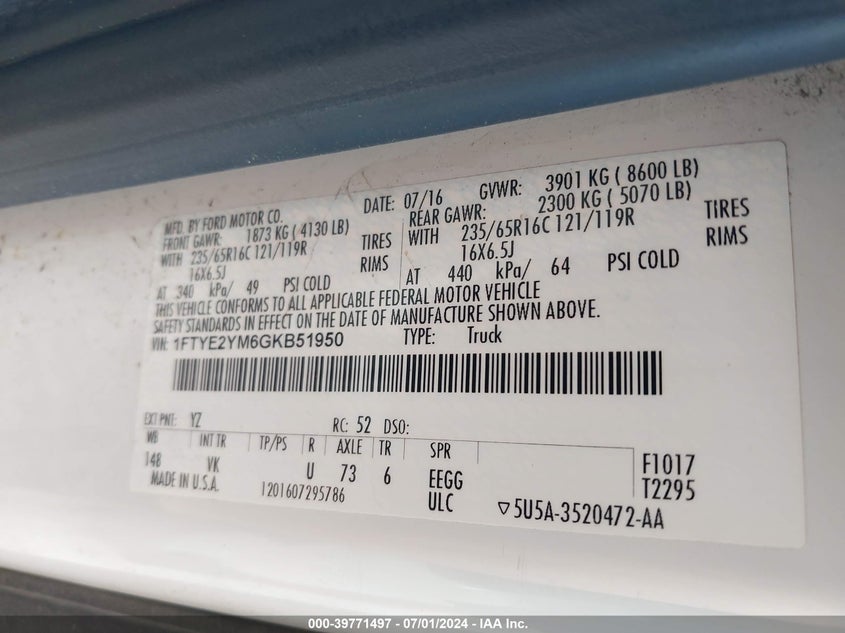 MFD. BY FORD MOTOR CO.
DATE: 07/16 GVWR: 3901 KG ( 8600 LB)
FRONT GAWR: 1873 KG ( 4130 LB) REAR GAWR: 2300 KG ( 5070 LB)
WITH 235/65R16C 121/119R TIRES WITH 235/65R16C 121/119R TIRES
16X6.5J RIMS 16X6.5J RIMS
AT 340 kPa/ 49 PSI COLD AT 440 kPa/ 64 PSI COLD
THIS VEHICLE CONFORMS TO ALL APPLICABLE FEDERAL MOTOR VEHICLE
SAFETY STANDARDS IN EFFECT ON THE DATE OF MANUFACTURE SHOWN ABOVE.
VIN: 1FTYE2YM6GKB51950 TYPE: Truck
EXT PNT: YZ RC: 52 DSO:
WB INT TR TP/PS R AXLE TR SPR
148 VK U 73 6 EEGG F1017
MADE IN U.S.A. 1201607295786 ULC T2295
▽5U5A-3520472-AA
000-39771497 - 07/01/2024 - IAA Inc.